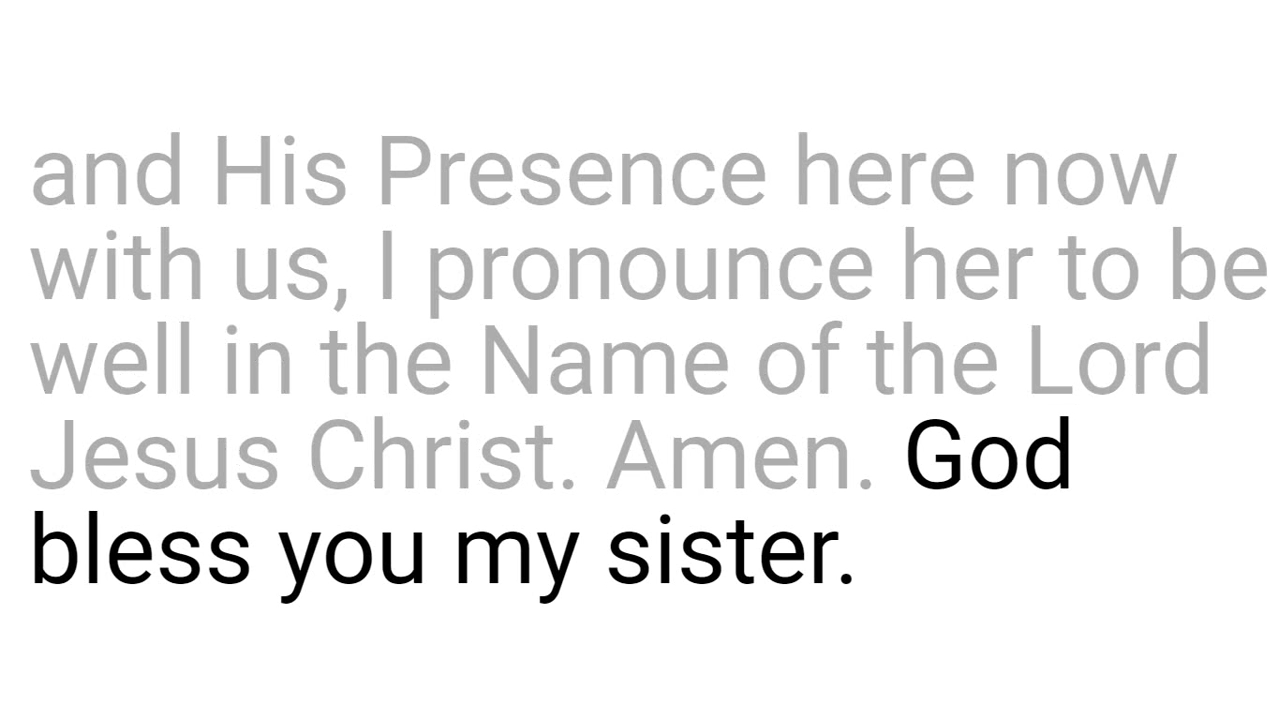 and His Presence here now
with us, I pronounce her to be
well in the Name of the Lord
Jesus Christ. Amen. God
bless you my sister.